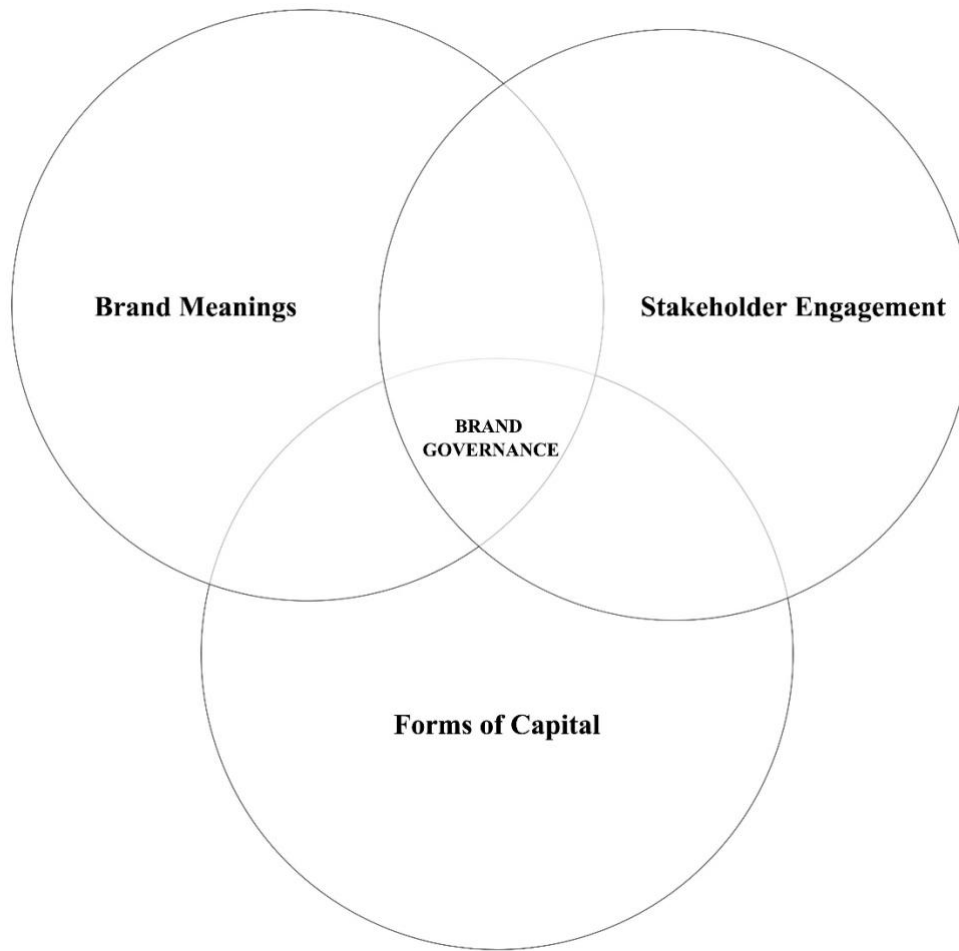 Brand Meanings
Stakeholder Engagement
BRAND
GOVERNANCE
Forms of Capital